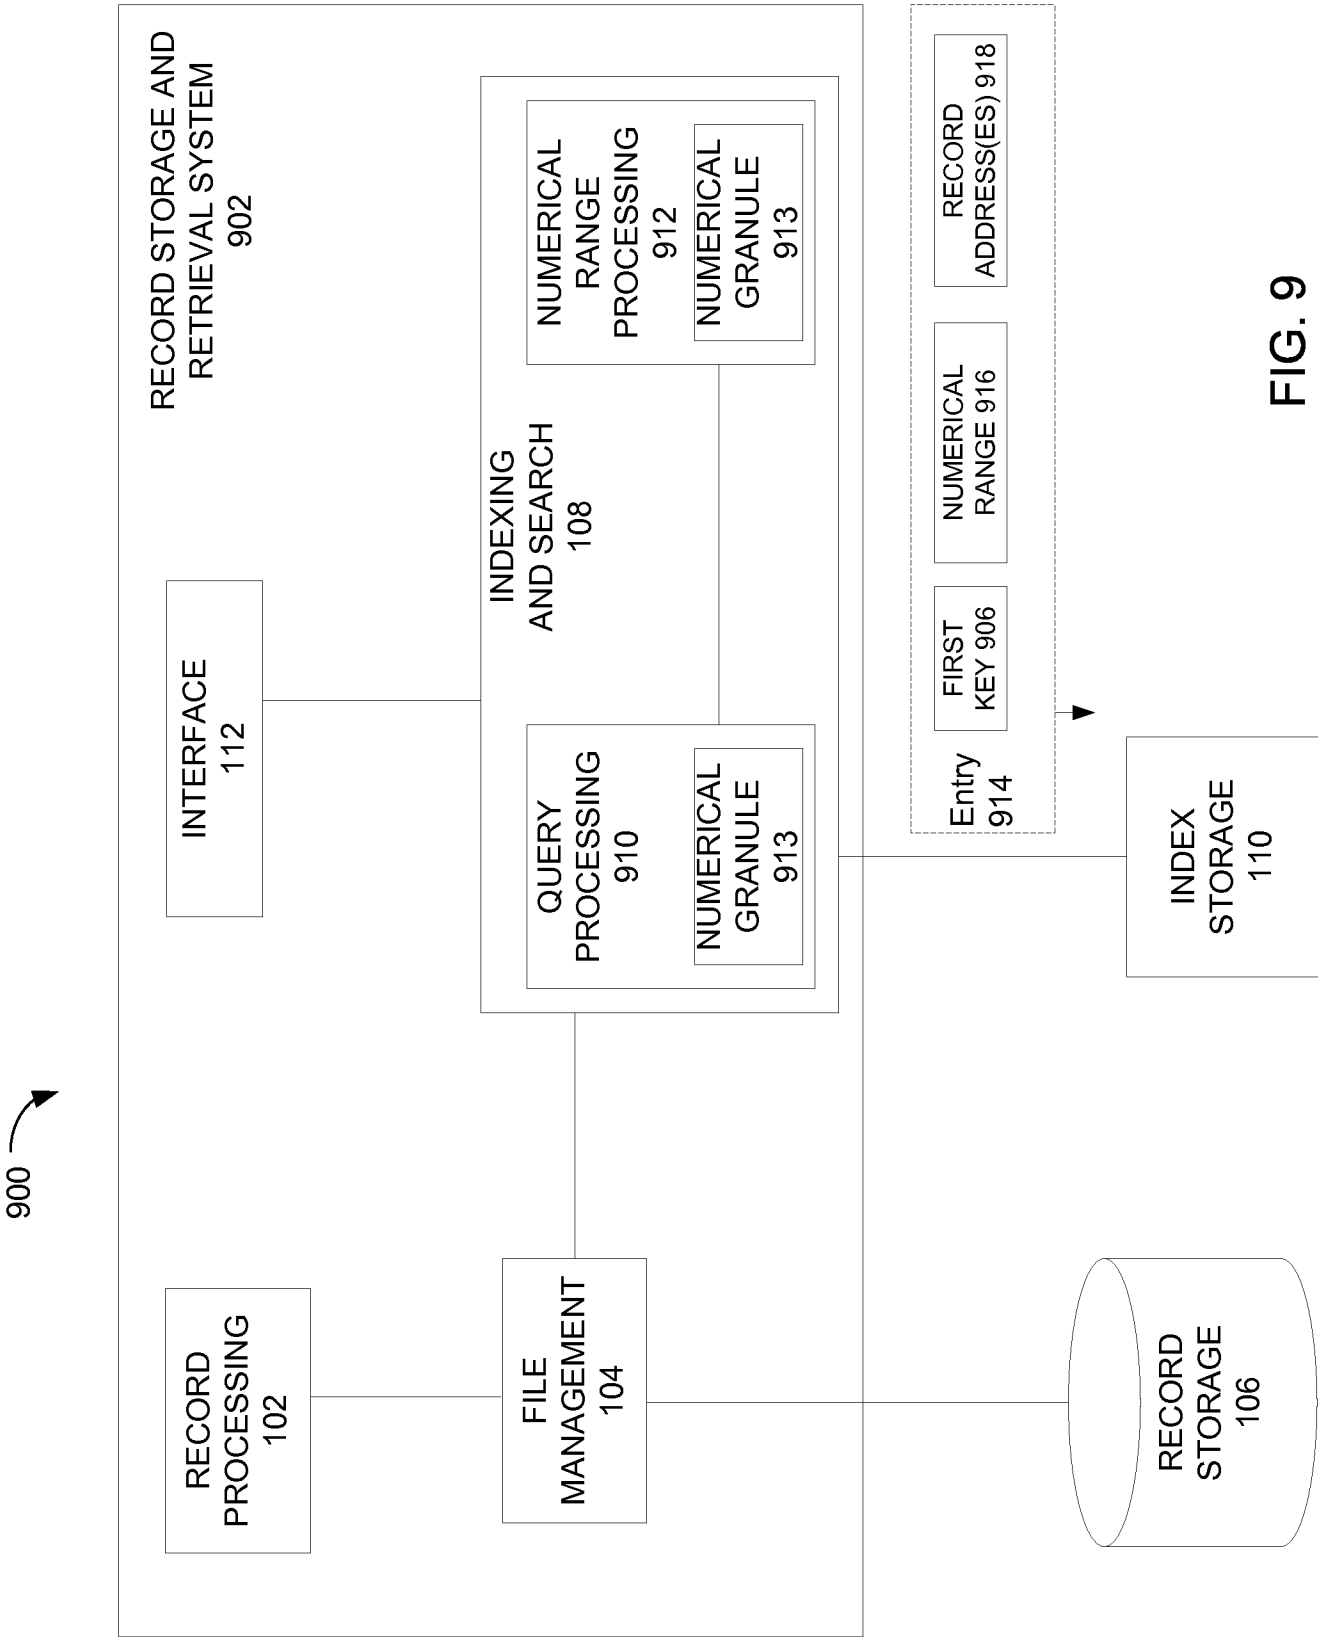 900
RECORD STORAGE AND
RETRIEVAL SYSTEM
902
RECORD
PROCESSING
102
INTERFACE
112
FILE
MANAGEMENT
104
INDEXING
AND SEARCH
108
QUERY
PROCESSING
910
NUMERICAL
GRANULE
913
NUMERICAL
RANGE
PROCESSING
912
NUMERICAL
GRANULE
913
Entry
914
FIRST
KEY 906
NUMERICAL
RANGE 916
RECORD
ADDRESS(ES) 918
RECORD
STORAGE
106
INDEX
STORAGE
110
FIG. 9